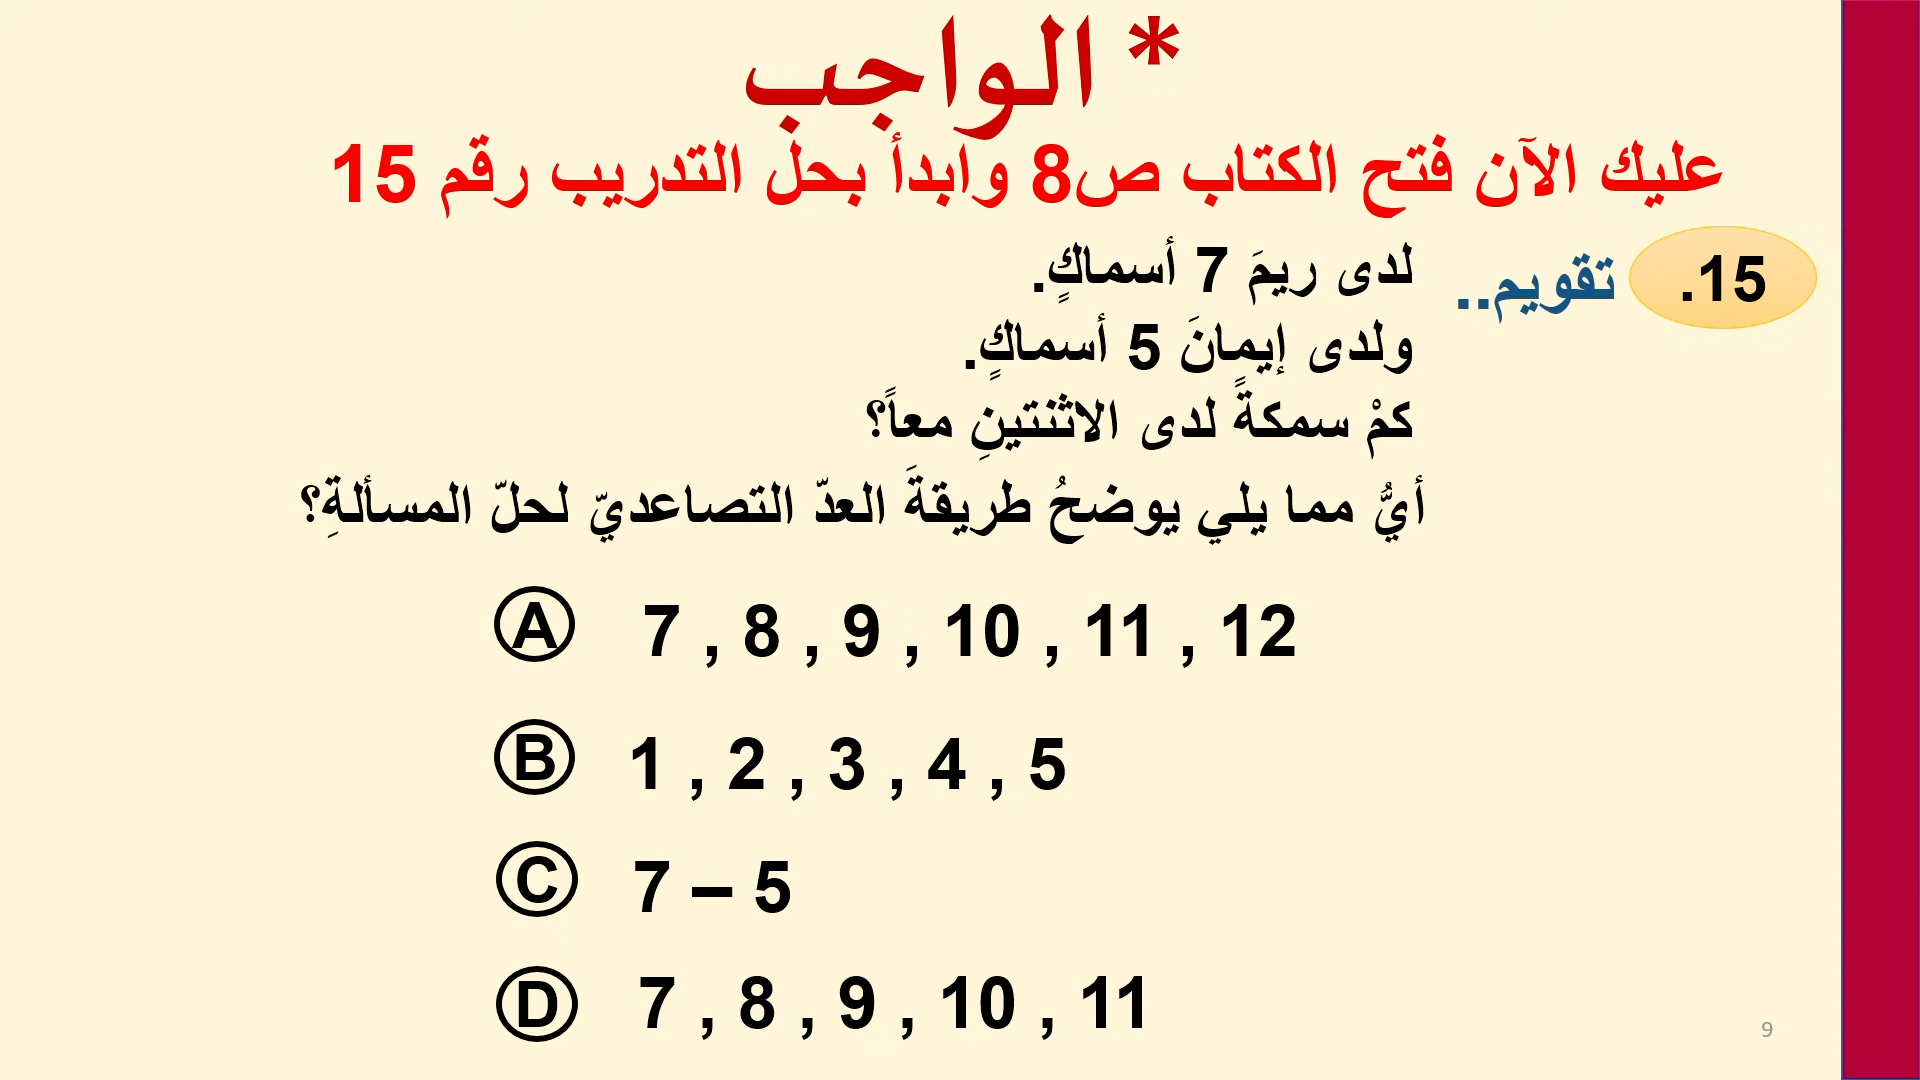 * الواجب
عليك الآن فتح الكتاب ص8 وابدأ بحل التدريب رقم 15
15. تقويم.. لدى ريمَ 7 أسماكٍ.
ولدى إيمانَ 5 أسماكٍ.
كمْ سمكةً لدى الاثنتينِ معاً؟
أيُّ مما يلي يوضحُ طريقةَ العدّ التصاعديّ لحلّ المسألةِ؟
A 7 , 8 , 9 , 10 , 11 , 12
B 1 , 2 , 3 , 4 , 5
C 7 – 5
D 7 , 8 , 9 , 10 , 11
9